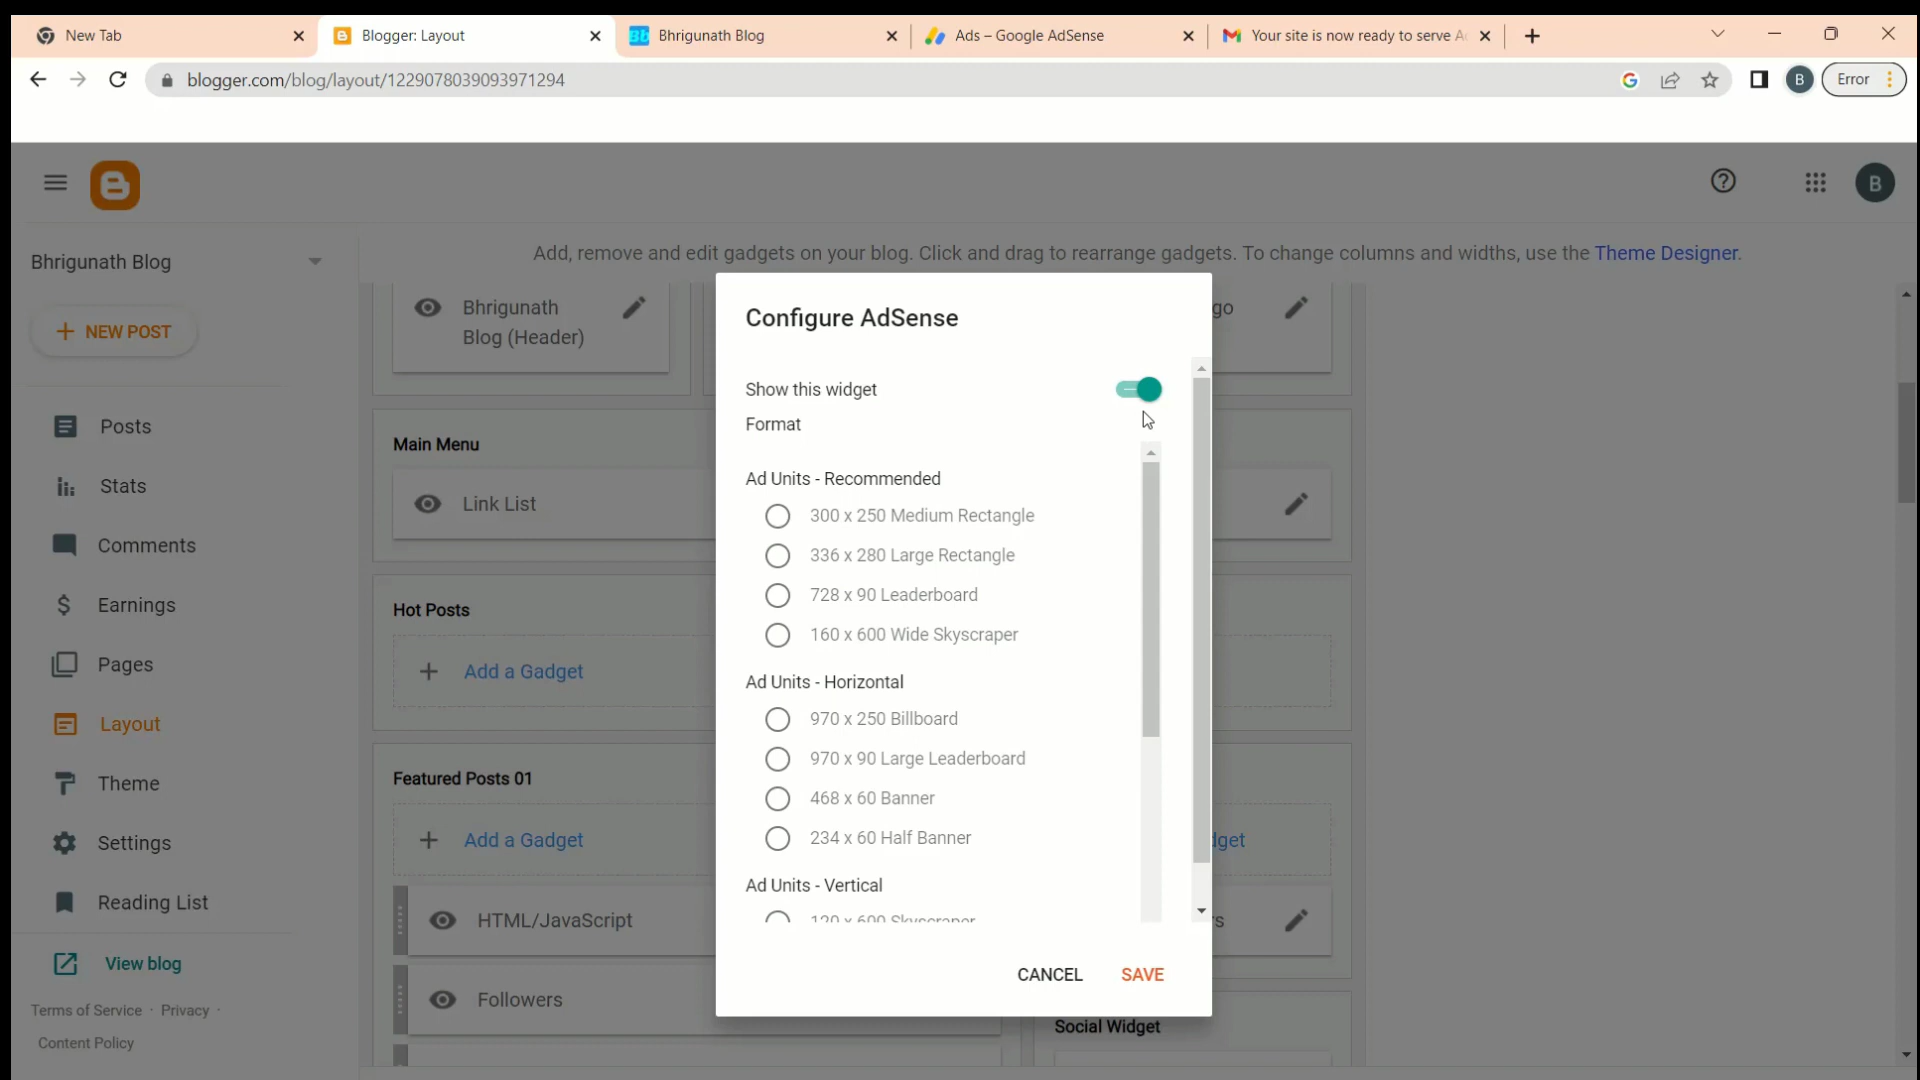 New Tab
Blogger: Layout
Bhrigunath Blog
Ads – Google AdSense
Your site is now ready to serve A
blogger.com/blog/layout/1229078039093971294
B
Error
B
Bhrigunath Blog
Add, remove and edit gadgets on your blog. Click and drag to rearrange gadgets. To change columns and widths, use the Theme Designer.
NEW POST
Posts
Stats
Comments
Earnings
Pages
Layout
Theme
Settings
Reading List
View blog
Terms of Service · Privacy ·
Content Policy
Bhrigunath
Blog (Header)
go
Main Menu
Link List
Hot Posts
Add a Gadget
Featured Posts 01
Add a Gadget
dget
HTML/JavaScript
rs
Followers
Social Widget
Configure AdSense
Show this widget
Format
Ad Units - Recommended
300 x 250 Medium Rectangle
336 x 280 Large Rectangle
728 x 90 Leaderboard
160 x 600 Wide Skyscraper
Ad Units - Horizontal
970 x 250 Billboard
970 x 90 Large Leaderboard
468 x 60 Banner
234 x 60 Half Banner
Ad Units - Vertical
120 x 600 Skyscraper
CANCEL
SAVE